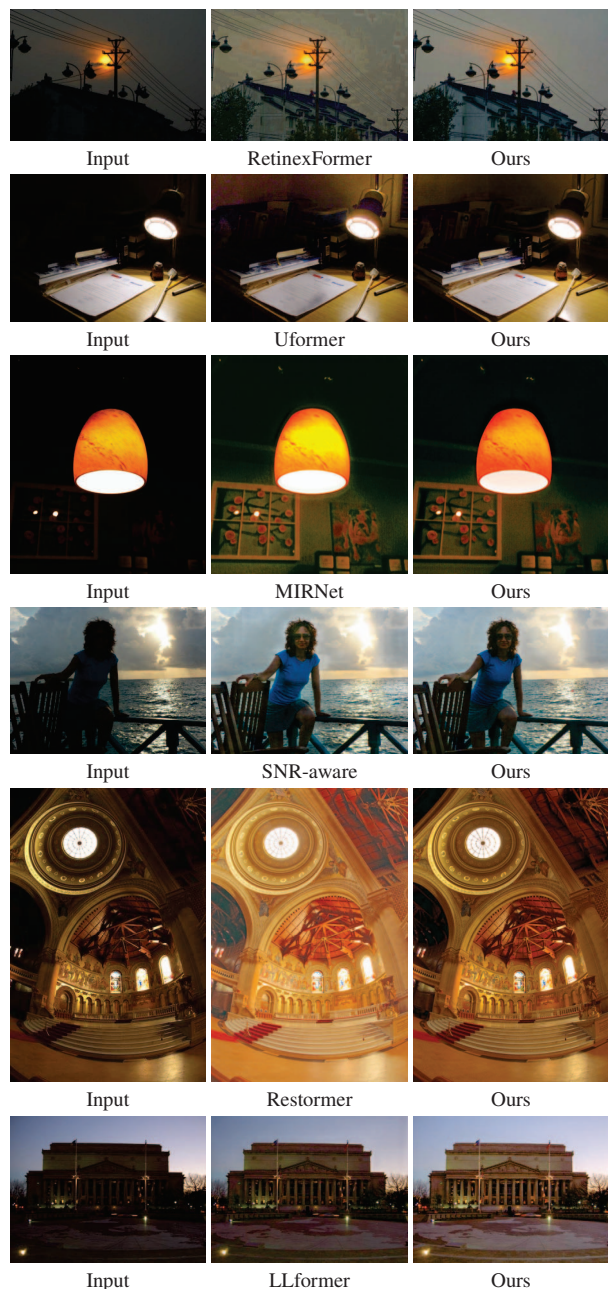 Input RetinexFormer Ours
Input Uformer Ours
Input MIRNet Ours
Input SNR-aware Ours
Input Restormer Ours
Input LLformer Ours